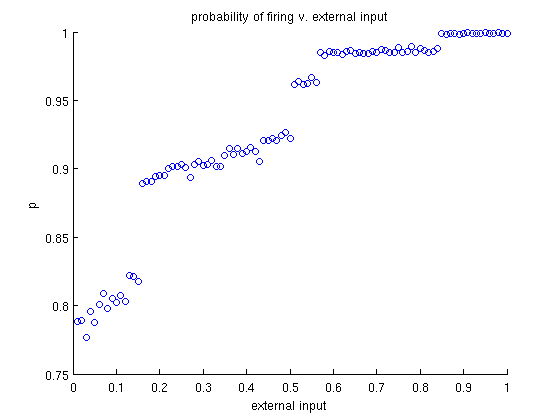 probability of firing v. external input
1
0.95
0.9
0.85
0.8
0.75
p
0 0.1 0.2 0.3 0.4 0.5 0.6 0.7 0.8 0.9 1
external input